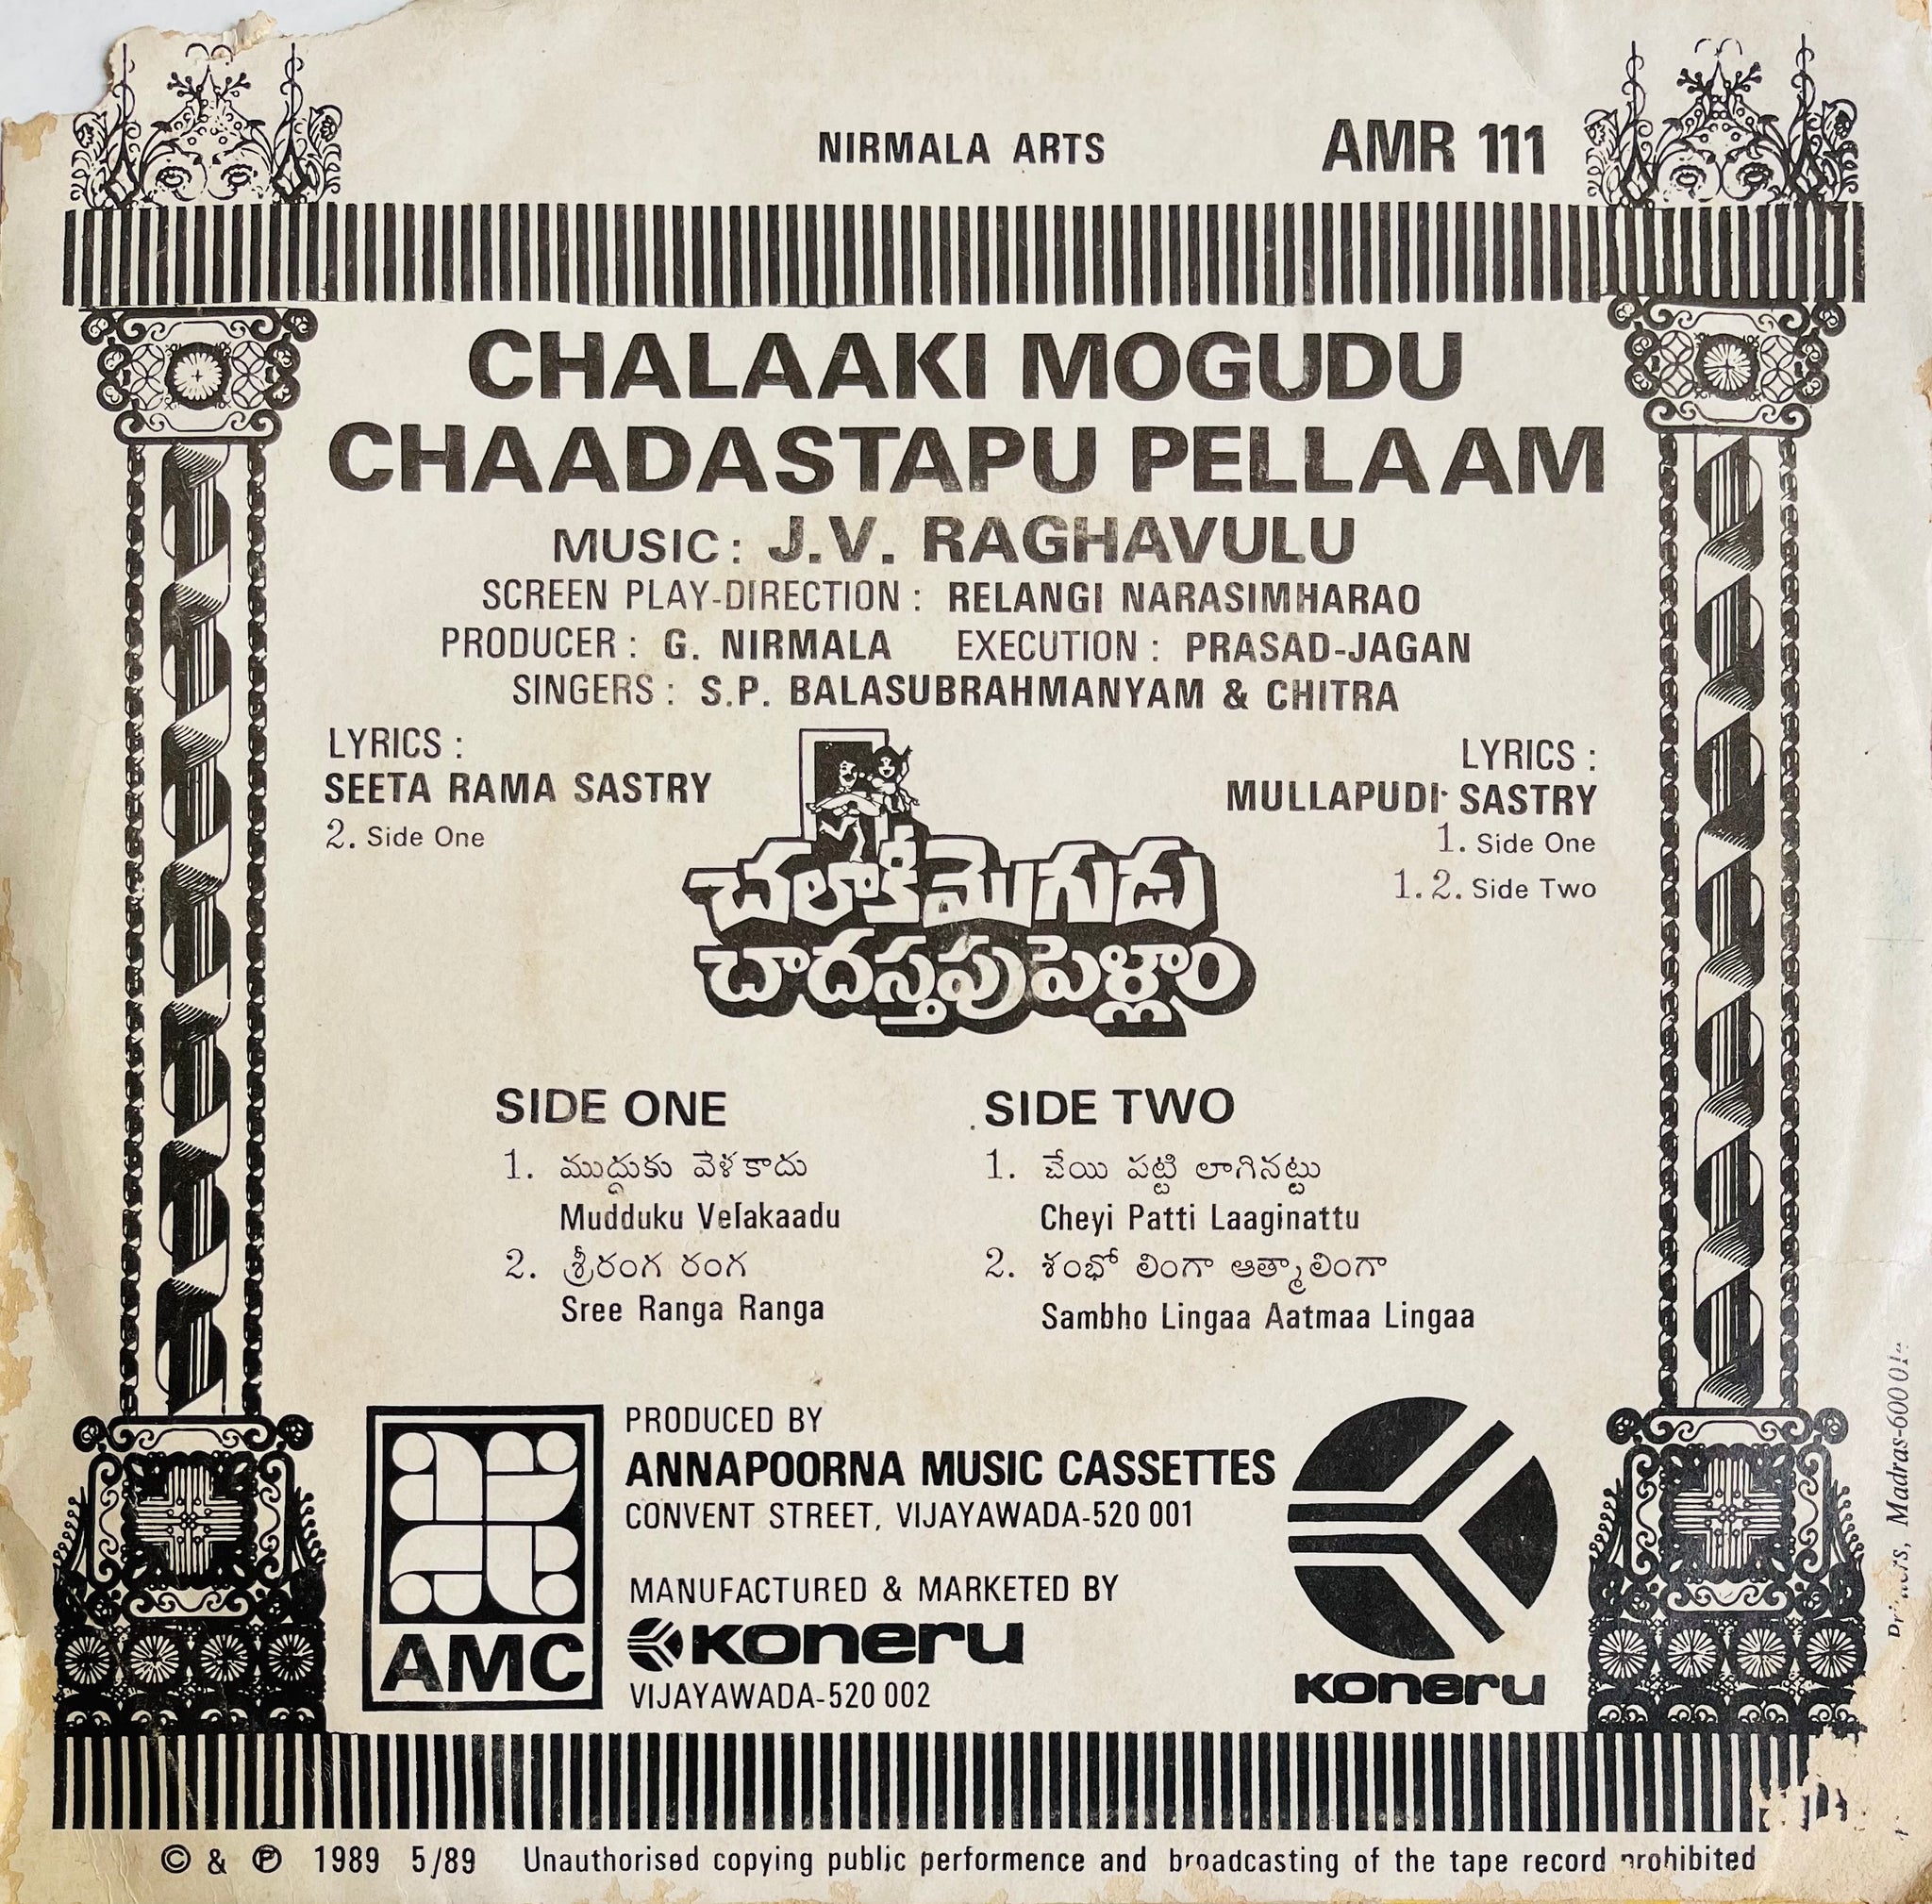 NIRMALA ARTS
AMR 111
CHALAAKI MOGUDU
CHAADASTAPU PELLAAM
MUSIC : J.V. RAGHAVULU
SCREEN PLAY-DIRECTION : RELANGI NARASIMHARAO
PRODUCER : G. NIRMALA EXECUTION : PRASAD-JAGAN
SINGERS : S.P. BALASUBRAHMANYAM & CHITRA
LYRICS :
SEETA RAMA SASTRY
2. Side One
LYRICS :
MULLAPUDI SASTRY
1. Side One
1. 2. Side Two
చలాకీమొగుడు
చాదస్తపుపెళ్లాం
SIDE ONE
1. ముద్దుకు వేళకాదు
Mudduku Velakaadu
2. శ్రీరంగ రంగ
Sree Ranga Ranga
SIDE TWO
1. చేయి పట్టి లాగినట్టు
Cheyi Patti Laaginattu
2. శంభో లింగా ఆత్మాలింగా
Sambho Lingaa Aatmaa Lingaa
AMC
PRODUCED BY
ANNAPOORNA MUSIC CASSETTES
CONVENT STREET, VIJAYAWADA-520 001
MANUFACTURED & MARKETED BY
Koneru
VIJAYAWADA-520 002
Koneru
Madras-600 014
© & ℗ 1989 5/89 Unauthorised copying public performence and broadcasting of the tape record prohibited